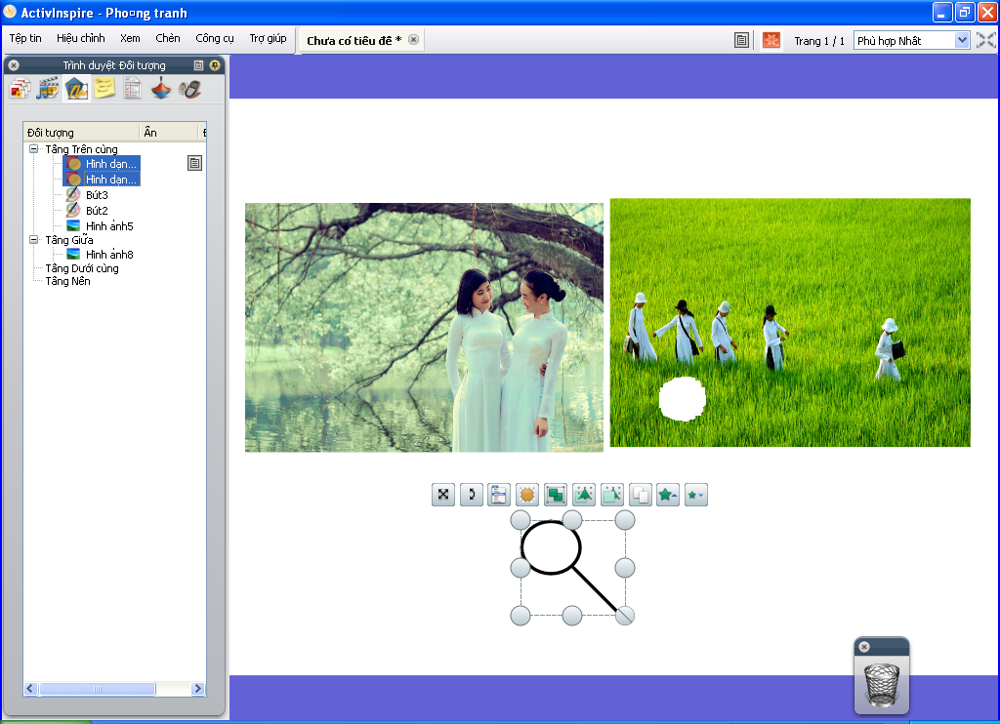 ActivInspire - Phoøng tranh
Tệp tin Hiệu chỉnh Xem Chèn Công cụ Trợ giúp
Chưa có tiêu đề *
Trang 1 / 1
Phù hợp Nhất
Trình duyệt Đối tượng
Đối tượng Ẩn
Tầng Trên cùng
Hình dạn...
Hình dạn...
Bút3
Bút2
Hình ảnh5
Tầng Giữa
Hình ảnh8
Tầng Dưới cùng
Tầng Nền